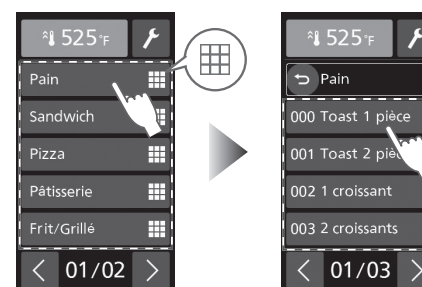 525°F
Pain
Sandwich
Pizza
Pâtisserie
Frit/Grillé
01/02
525°F
Pain
000 Toast 1 pièce
001 Toast 2 piè
002 1 croissant
003 2 croissants
01/03